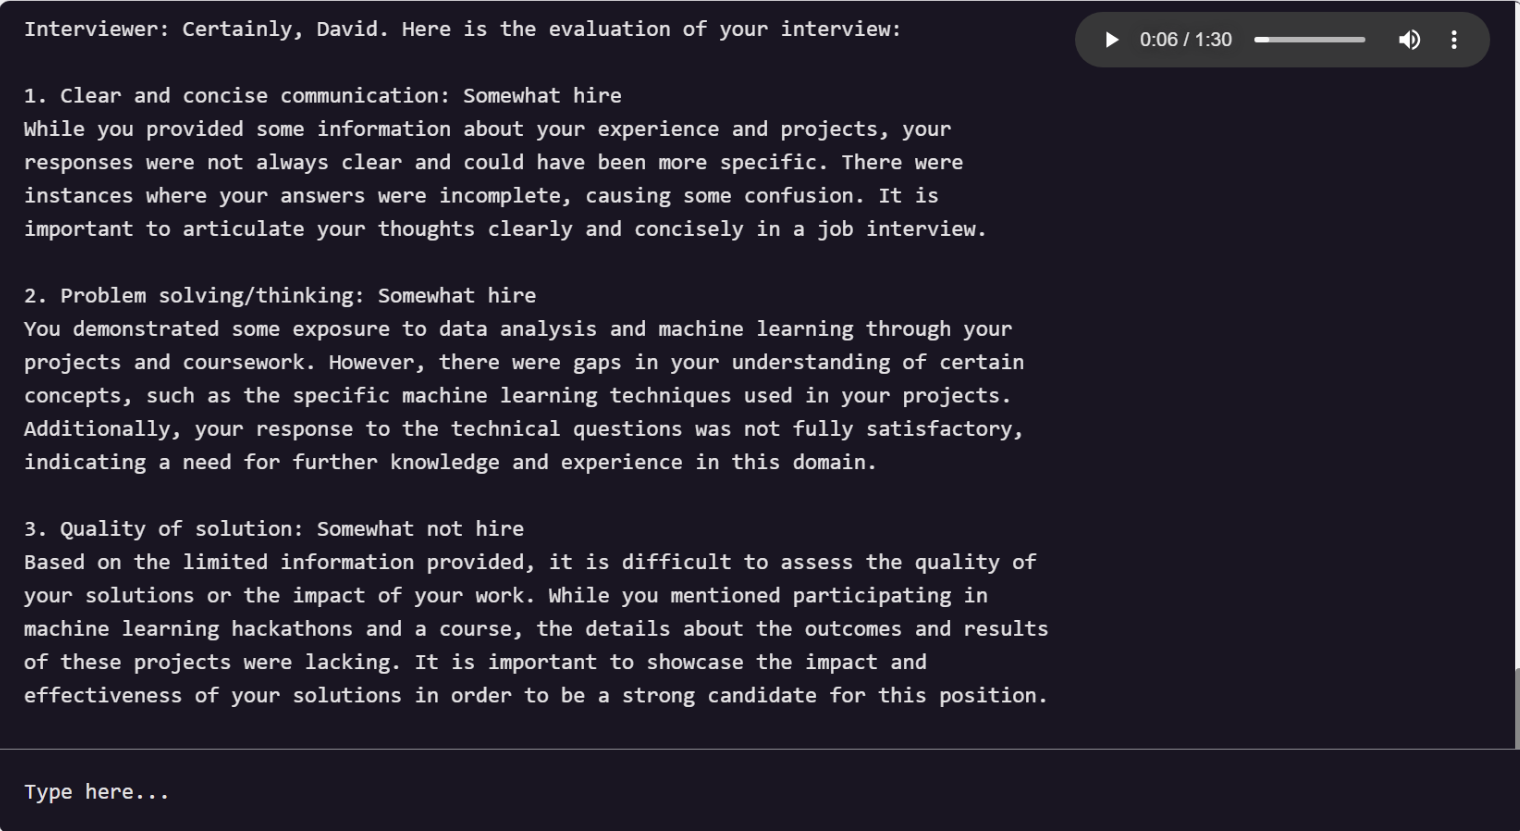 Interviewer: Certainly, David. Here is the evaluation of your interview:
0:06 / 1:30
1. Clear and concise communication: Somewhat hire
While you provided some information about your experience and projects, your
responses were not always clear and could have been more specific. There were
instances where your answers were incomplete, causing some confusion. It is
important to articulate your thoughts clearly and concisely in a job interview.
2. Problem solving/thinking: Somewhat hire
You demonstrated some exposure to data analysis and machine learning through your
projects and coursework. However, there were gaps in your understanding of certain
concepts, such as the specific machine learning techniques used in your projects.
Additionally, your response to the technical questions was not fully satisfactory,
indicating a need for further knowledge and experience in this domain.
3. Quality of solution: Somewhat not hire
Based on the limited information provided, it is difficult to assess the quality of
your solutions or the impact of your work. While you mentioned participating in
machine learning hackathons and a course, the details about the outcomes and results
of these projects were lacking. It is important to showcase the impact and
effectiveness of your solutions in order to be a strong candidate for this position.
Type here...